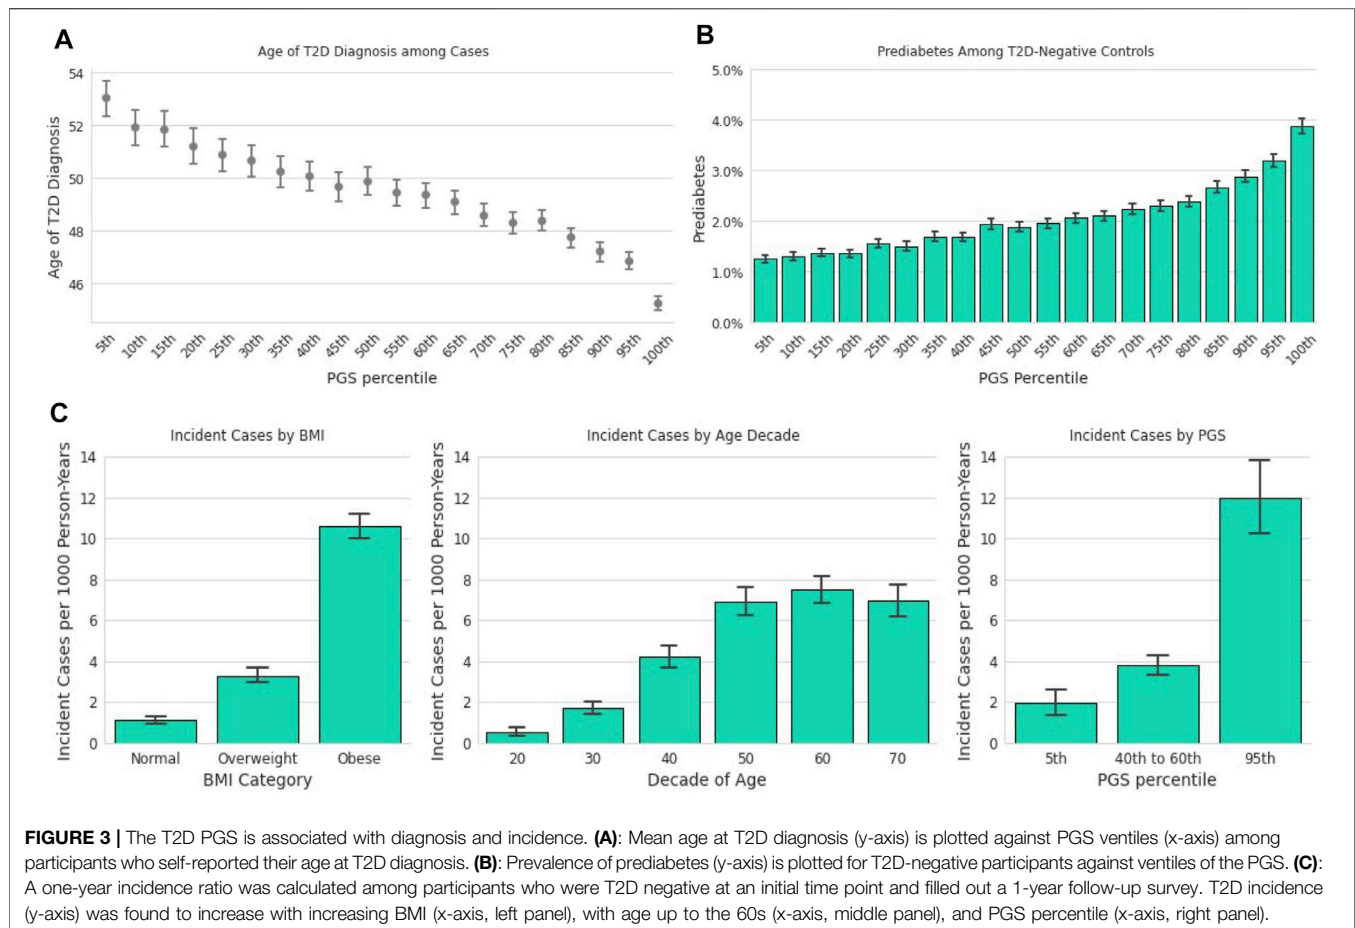 A
Age of T2D Diagnosis among Cases
Age of T2D Diagnosis
54
52
50
48
46
5th 10th 15th 20th 25th 30th 35th 40th 45th 50th 55th 60th 65th 70th 75th 80th 85th 90th 95th 100th
PGS percentile
B
Prediabetes Among T2D-Negative Controls
Prediabetes
5.0%
4.0%
3.0%
2.0%
1.0%
0.0%
5th 10th 15th 20th 25th 30th 35th 40th 45th 50th 55th 60th 65th 70th 75th 80th 85th 90th 95th 100th
PGS Percentile
C
Incident Cases by BMI
Incident Cases per 1000 Person-Years
14
12
10
8
6
4
2
0
Normal Overweight Obese
BMI Category
Incident Cases by Age Decade
Incident Cases per 1000 Person-Years
14
12
10
8
6
4
2
0
20 30 40 50 60 70
Decade of Age
Incident Cases by PGS
Incident Cases per 1000 Person-Years
14
12
10
8
6
4
2
0
5th 40th to 60th 95th
PGS percentile
FIGURE 3 | The T2D PGS is associated with diagnosis and incidence. (A): Mean age at T2D diagnosis (y-axis) is plotted against PGS ventiles (x-axis) among
participants who self-reported their age at T2D diagnosis. (B): Prevalence of prediabetes (y-axis) is plotted for T2D-negative participants against ventiles of the PGS. (C):
A one-year incidence ratio was calculated among participants who were T2D negative at an initial time point and filled out a 1-year follow-up survey. T2D incidence
(y-axis) was found to increase with increasing BMI (x-axis, left panel), with age up to the 60s (x-axis, middle panel), and PGS percentile (x-axis, right panel).